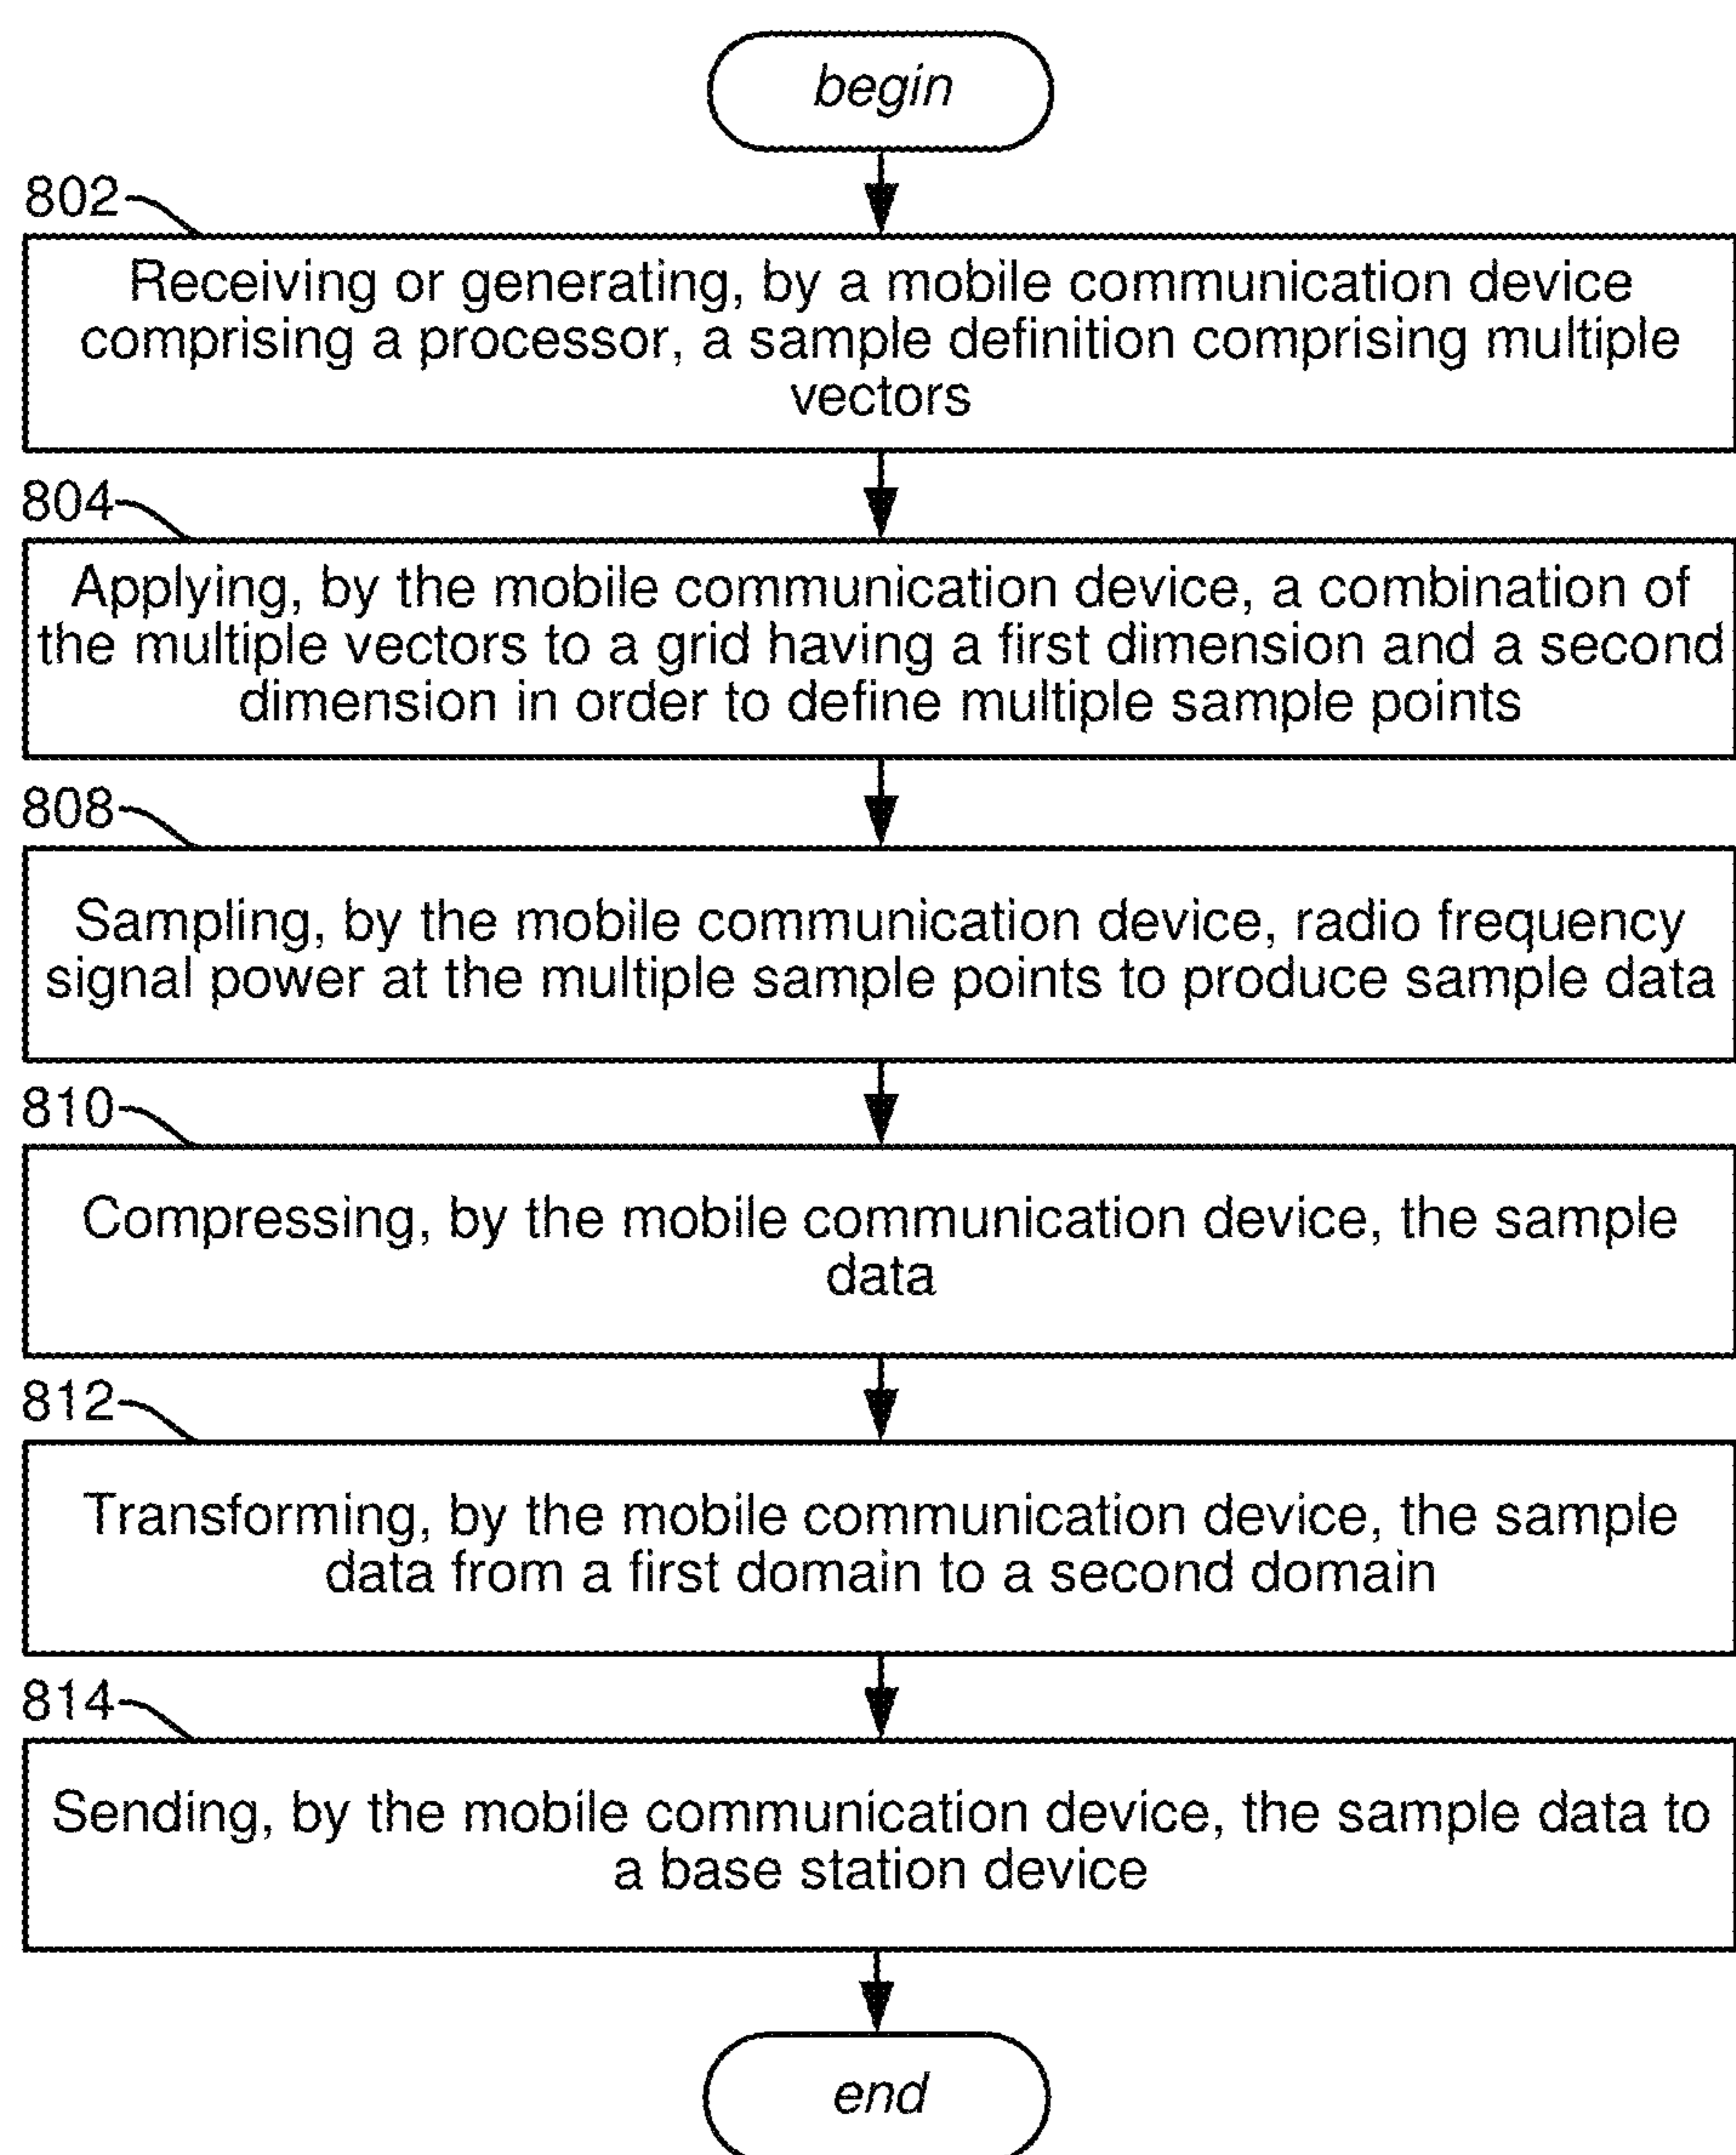 begin
802
Receiving or generating, by a mobile communication device
comprising a processor, a sample definition comprising multiple
vectors
804
Applying, by the mobile communication device, a combination of
the multiple vectors to a grid having a first dimension and a second
dimension in order to define multiple sample points
808
Sampling, by the mobile communication device, radio frequency
signal power at the multiple sample points to produce sample data
810
Compressing, by the mobile communication device, the sample
data
812
Transforming, by the mobile communication device, the sample
data from a first domain to a second domain
814
Sending, by the mobile communication device, the sample data to
a base station device
end